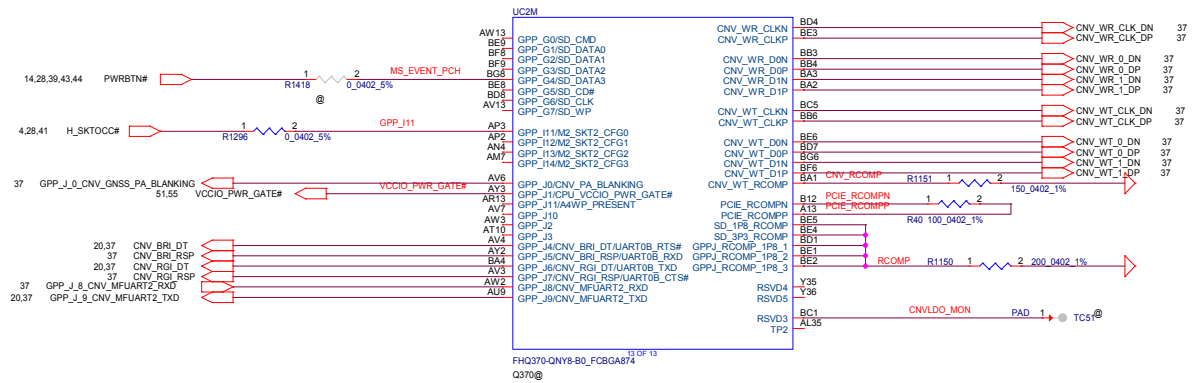 UC2M
AW13 GPP_G0/SD_CMD
BE9 GPP_G1/SD_DATA0
BF8 GPP_G2/SD_DATA1
BF9 GPP_G3/SD_DATA2
14,28,39,43,44 PWRBTN# 1 2 MS_EVENT_PCH BG8 GPP_G4/SD_DATA3
R1418 0_0402_5% BE8 GPP_G5/SD_CD#
@ BD8 GPP_G6/SD_CLK
AV13 GPP_G7/SD_WP
4,28,41 H_SKTOCC# 1 2 GPP_I11 AP3 GPP_I11/M2_SKT2_CFG0
R1296 0_0402_5% AP2 GPP_I12/M2_SKT2_CFG1
AN4 GPP_I13/M2_SKT2_CFG2
AM7 GPP_I14/M2_SKT2_CFG3
37 GPP_J_0_CNV_GNSS_PA_BLANKING AV6 GPP_J0/CNV_PA_BLANKING
51,55 VCCIO_PWR_GATE# VCCIO_PWR_GATE# AY3 GPP_J1/CPU_VCCIO_PWR_GATE#
AR13 GPP_J11/A4WP_PRESENT
AV7 GPP_J10
AW3 GPP_J2
AT10 GPP_J3
20,37 CNV_BRI_DT AV4 GPP_J4/CNV_BRI_DT/UART0B_RTS#
37 CNV_BRI_RSP AY2 GPP_J5/CNV_BRI_RSP/UART0B_RXD
20,37 CNV_RGI_DT BA4 GPP_J6/CNV_RGI_DT/UART0B_TXD
37 CNV_RGI_RSP AV3 GPP_J7/CNV_RGI_RSP/UART0B_CTS#
37 GPP_J_8_CNV_MFUART2_RXD AW2 GPP_J8/CNV_MFUART2_RXD
20,37 GPP_J_9_CNV_MFUART2_TXD AU9 GPP_J9/CNV_MFUART2_TXD
CNV_WR_CLKN BD4 CNV_WR_CLK_DN 37
CNV_WR_CLKP BE3 CNV_WR_CLK_DP 37
CNV_WR_D0N BB3 CNV_WR_0_DN 37
CNV_WR_D0P BB4 CNV_WR_0_DP 37
CNV_WR_D1N BA3 CNV_WR_1_DN 37
CNV_WR_D1P BA2 CNV_WR_1_DP 37
CNV_WT_CLKN BC5 CNV_WT_CLK_DN 37
CNV_WT_CLKP BB6 CNV_WT_CLK_DP 37
CNV_WT_D0N BE6 CNV_WT_0_DN 37
CNV_WT_D0P BD7 CNV_WT_0_DP 37
CNV_WT_D1N BG6 CNV_WT_1_DN 37
CNV_WT_D1P BF6 CNV_WT_1_DP 37
CNV_WT_RCOMP BA1 CNV_RCOMP R1151 1 2 150_0402_1%
PCIE_RCOMPN B12 PCIE_RCOMPN 1 2
PCIE_RCOMPP A13 PCIE_RCOMPP R40 100_0402_1%
SD_1P8_RCOMP BE5
SD_3P3_RCOMP BE4
GPPJ_RCOMP_1P8_1 BD1
GPPJ_RCOMP_1P8_2 BE1
GPPJ_RCOMP_1P8_3 BE2 RCOMP R1150 1 2 200_0402_1%
RSVD4 Y35
RSVD5 Y36
RSVD3 BC1 CNVLDO_MON PAD 1 TC51 @
TP2 AL35
13 OF 13
FHQ370-QNY8-B0_FCBGA874
Q370@